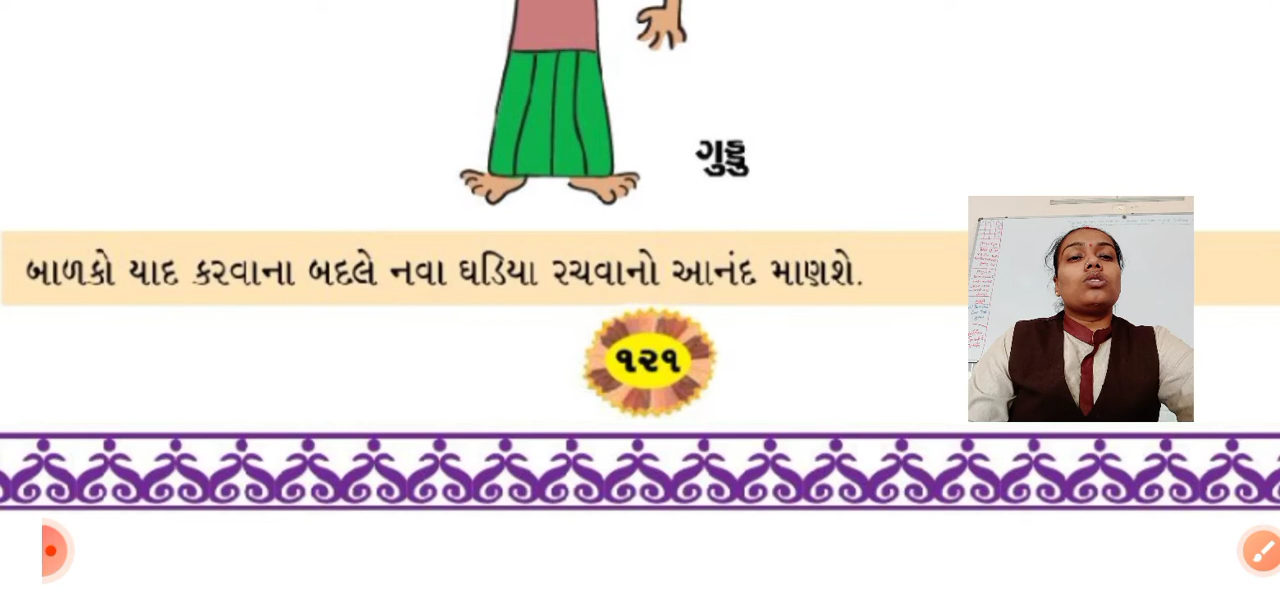 ગુડ્ડુ
બાળકો યાદ કરવાના બદલે નવા ઘડિયા રચવાનો આનંદ માણશે.
૧૨૧